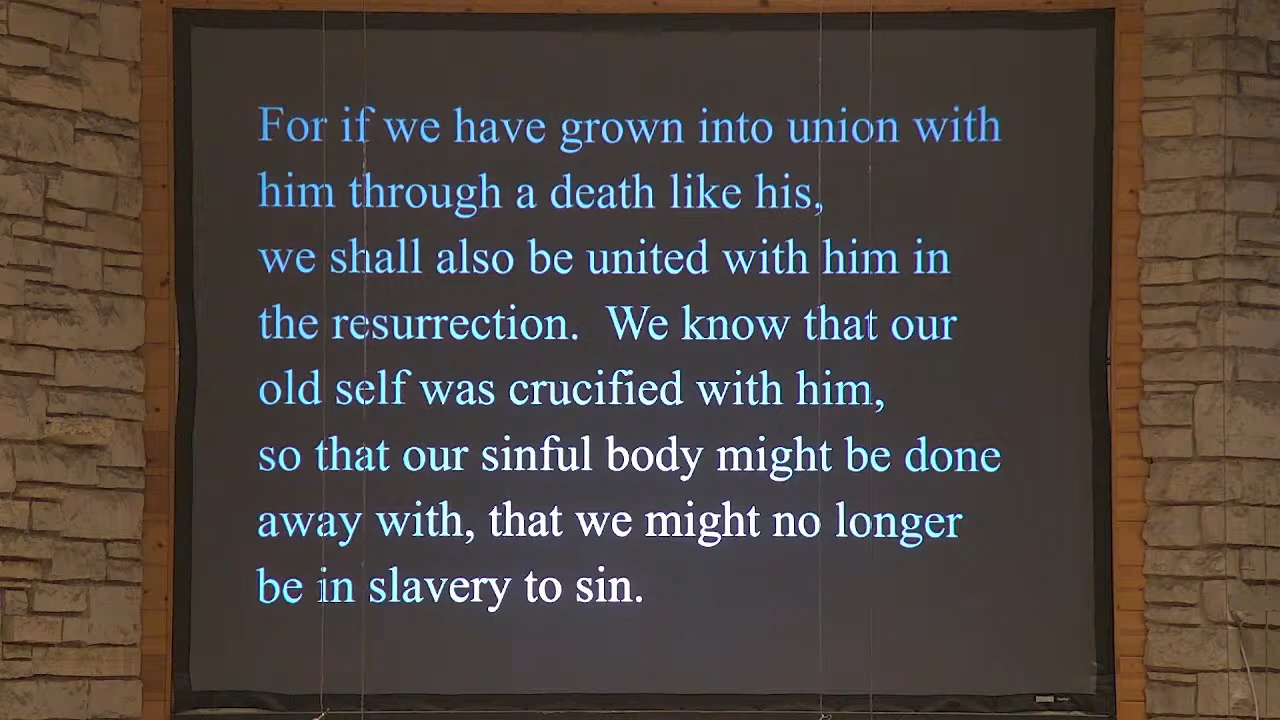 For if we have grown into union with
him through a death like his,
we shall also be united with him in
the resurrection.  We know that our
old self was crucified with him,
so that our sinful body might be done
away with, that we might no longer
be in slavery to sin.